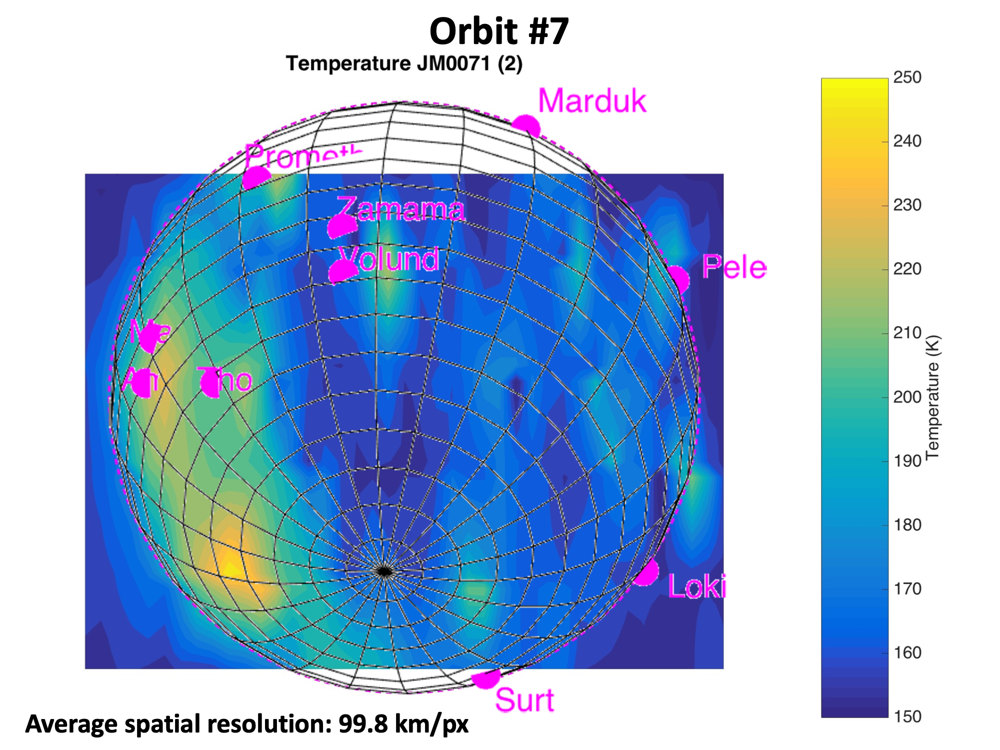 Orbit #7
Temperature JM0071 (2)
Marduk
Prometh
Zamama
Volund
Pele
Loki
Surt
250
240
230
220
210
200
190
180
170
160
150
Temperature (K)
Average spatial resolution: 99.8 km/px